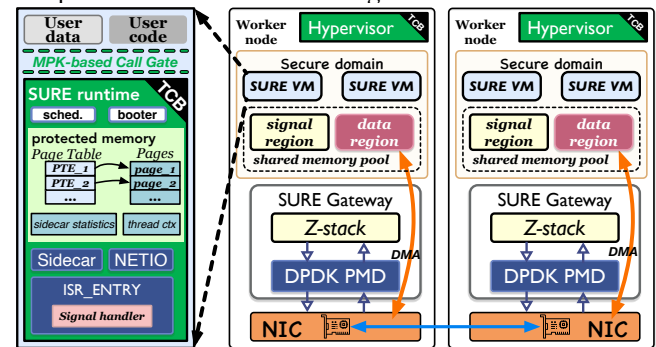 User
data
User
code
MPK-based Call Gate
SURE runtime
TCB
sched.
booter
protected memory
Page Table
Pages
PTE_1
page_1
PTE_2
page_2
...
...
sidecar statistics
thread ctx
Sidecar
NETIO
ISR_ENTRY
Signal handler
Worker
node
Hypervisor
TCB
Secure domain
SURE VM
SURE VM
signal
region
data
region
shared memory pool
SURE Gateway
Z-stack
DMA
DPDK PMD
NIC
Worker
node
Hypervisor
TCB
Secure domain
SURE VM
SURE VM
signal
region
data
region
shared memory pool
SURE Gateway
Z-stack
DMA
DPDK PMD
NIC